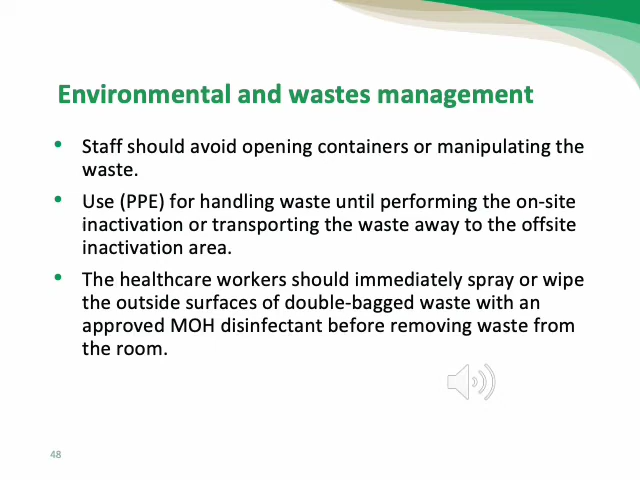 Environmental and wastes management
• Staff should avoid opening containers or manipulating the
waste.
• Use (PPE) for handling waste until performing the on-site
inactivation or transporting the waste away to the offsite
inactivation area.
• The healthcare workers should immediately spray or wipe
the outside surfaces of double-bagged waste with an
approved MOH disinfectant before removing waste from
the room.
48